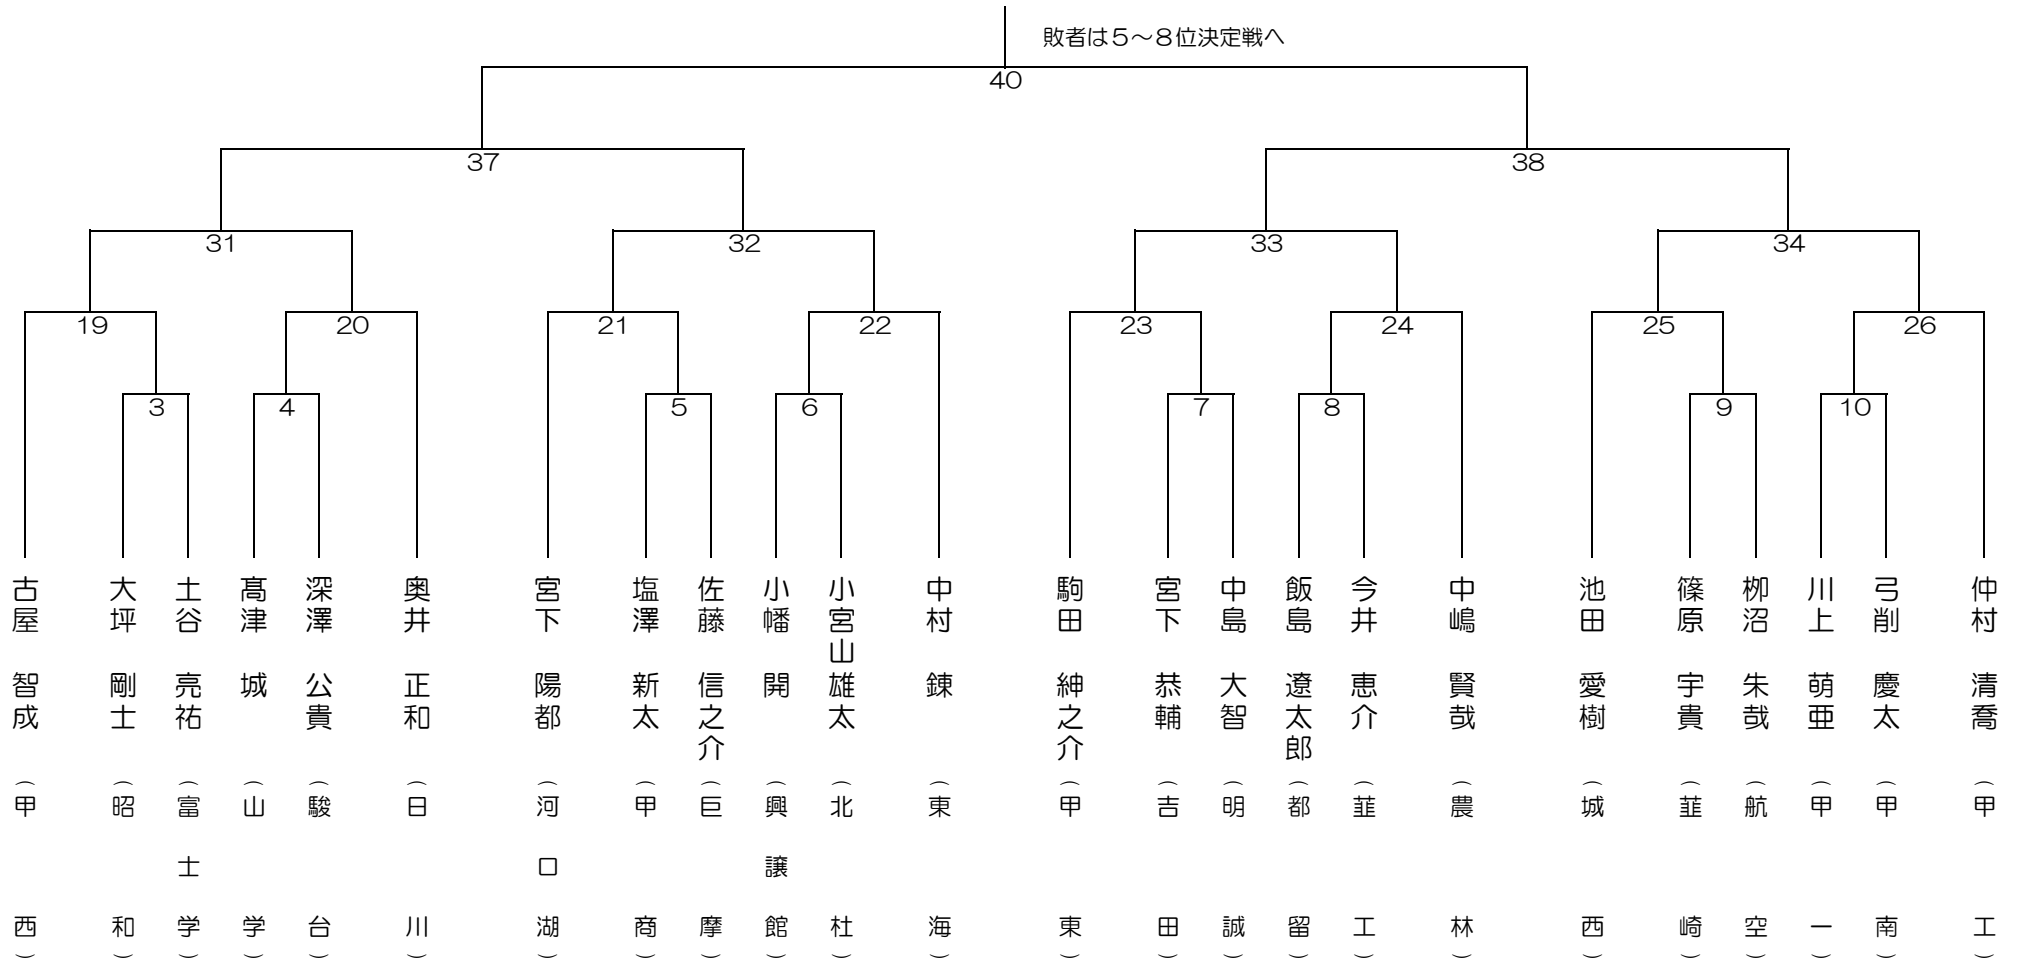 敗者は５～８位決定戦へ
40
37
38
31
32
33
34
19
20
21
22
23
24
25
26
3
4
5
6
7
8
9
10
古屋 智成（甲西）
大坪 剛士（昭和）
土谷 亮祐（富士学）
髙津 城（山学）
深澤 公貴（駿台）
奥井 正和（日川）
宮下 陽都（河口湖）
塩澤 新太（甲商）
佐藤 信之介（巨摩）
小幡 開（興譲館）
小宮山 雄太（北杜）
中村 錬（東海）
駒田 紳之介（甲東）
宮下 恭輔（吉田）
中島 大智（明誠）
飯島 遼太郎（都留）
今井 恵介（韮工）
中嶋 賢哉（農林）
池田 愛樹（城西）
篠原 宇貴（韮崎）
栁沼 朱哉（航空）
川上 萌亜（甲一）
弓削 慶太（甲南）
仲村 清喬（甲工）